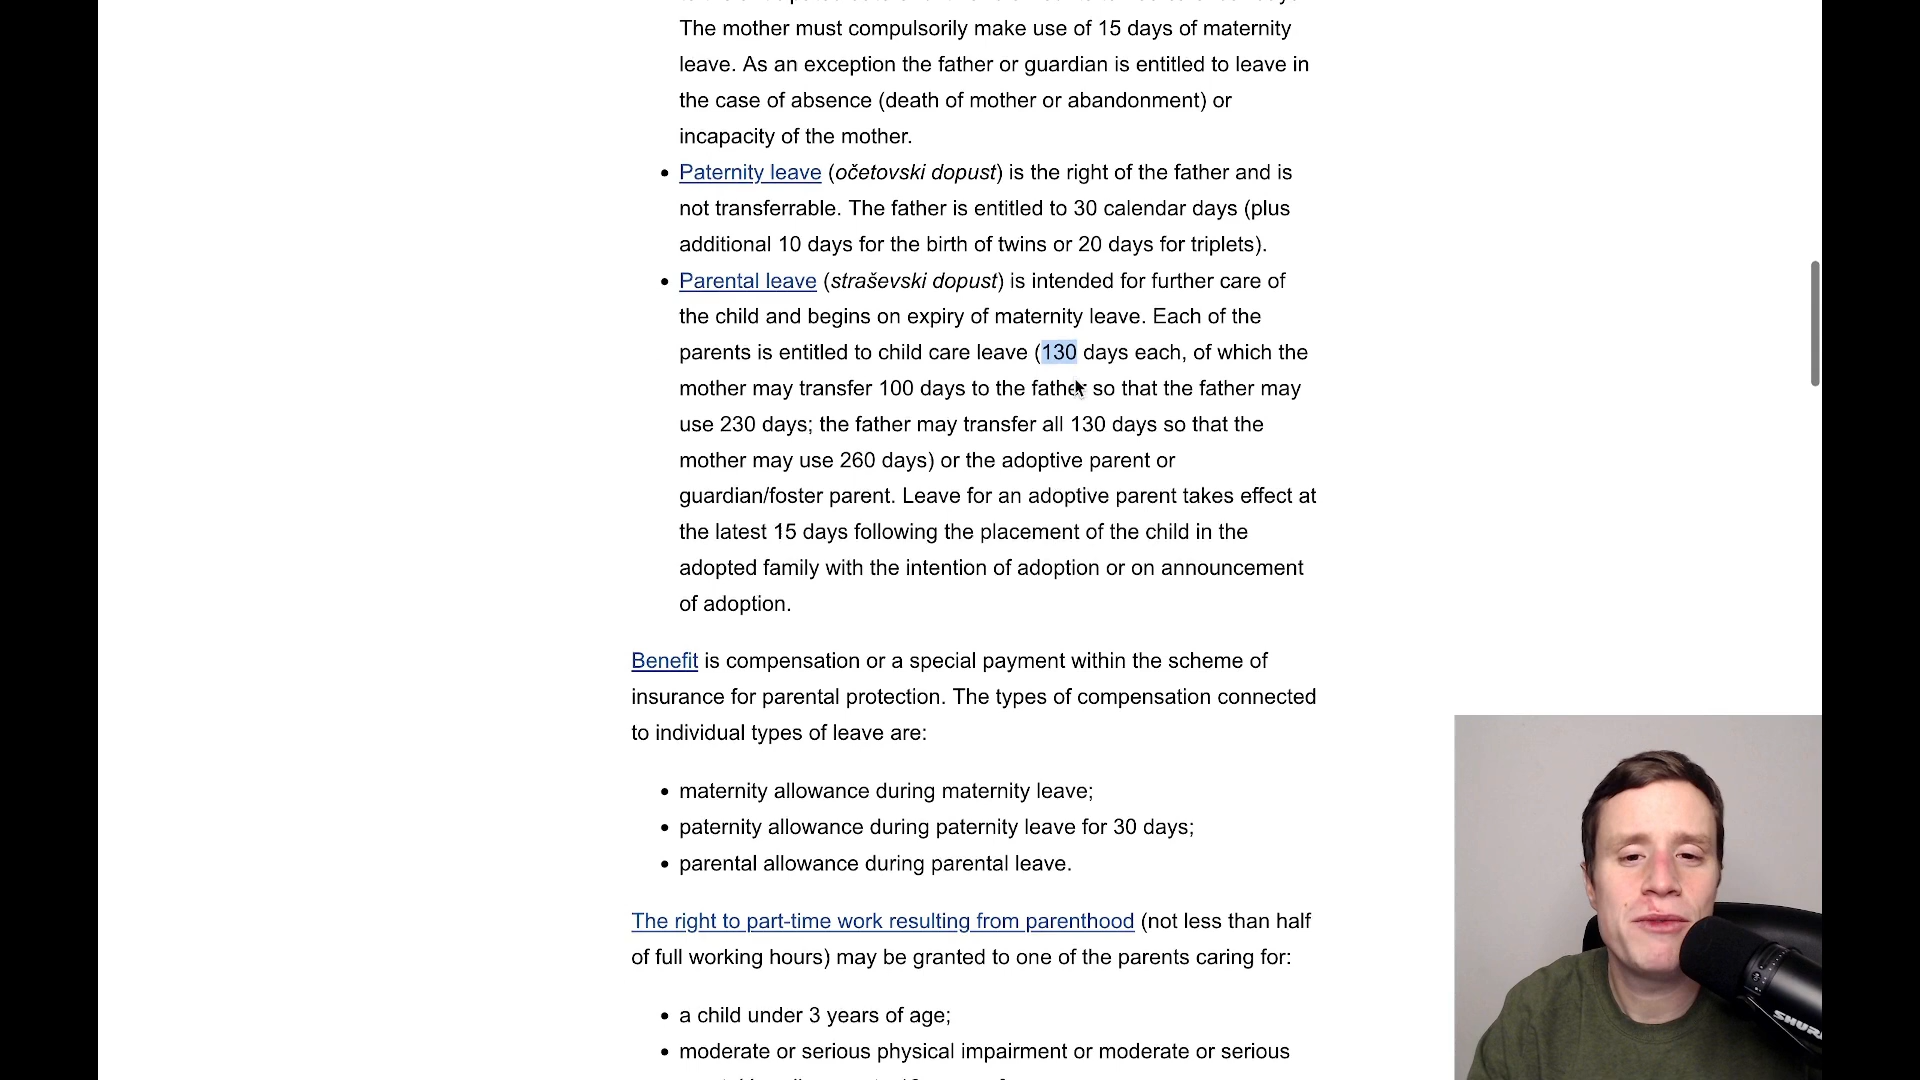 The mother must compulsorily make use of 15 days of maternity
leave. As an exception the father or guardian is entitled to leave in
the case of absence (death of mother or abandonment) or
incapacity of the mother.
• Paternity leave (očetovski dopust) is the right of the father and is
not transferrable. The father is entitled to 30 calendar days (plus
additional 10 days for the birth of twins or 20 days for triplets).
• Parental leave (straševski dopust) is intended for further care of
the child and begins on expiry of maternity leave. Each of the
parents is entitled to child care leave (130 days each, of which the
mother may transfer 100 days to the father so that the father may
use 230 days; the father may transfer all 130 days so that the
mother may use 260 days) or the adoptive parent or
guardian/foster parent. Leave for an adoptive parent takes effect at
the latest 15 days following the placement of the child in the
adopted family with the intention of adoption or on announcement
of adoption.
Benefit is compensation or a special payment within the scheme of
insurance for parental protection. The types of compensation connected
to individual types of leave are:
• maternity allowance during maternity leave;
• paternity allowance during paternity leave for 30 days;
• parental allowance during parental leave.
The right to part-time work resulting from parenthood (not less than half
of full working hours) may be granted to one of the parents caring for:
• a child under 3 years of age;
• moderate or serious physical impairment or moderate or serious
SHUR